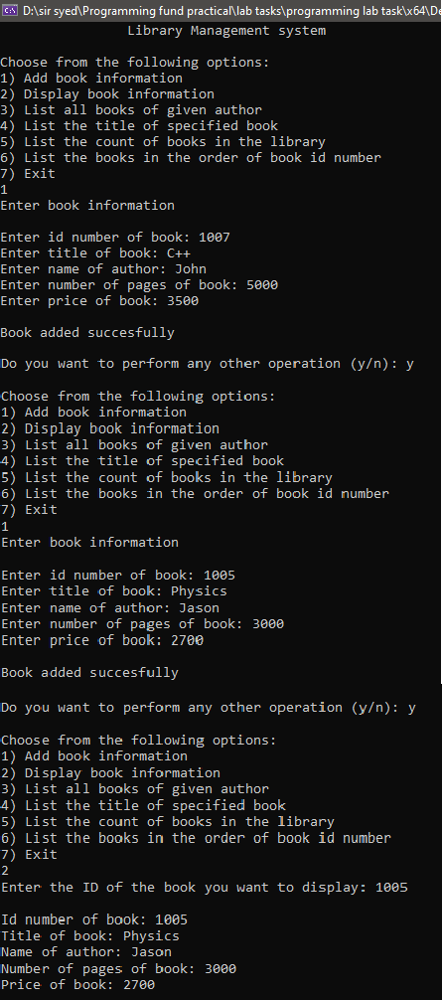 D:\sir syed\Programming fund practical\lab tasks\programming lab task\x64\De
Library Management system
Choose from the following options:
1) Add book information
2) Display book information
3) List all books of given author
4) List the title of specified book
5) List the count of books in the library
6) List the books in the order of book id number
7) Exit
1
Enter book information
Enter id number of book: 1007
Enter title of book: C++
Enter name of author: John
Enter number of pages of book: 5000
Enter price of book: 3500
Book added succesfully
Do you want to perform any other operation (y/n): y
Choose from the following options:
1) Add book information
2) Display book information
3) List all books of given author
4) List the title of specified book
5) List the count of books in the library
6) List the books in the order of book id number
7) Exit
1
Enter book information
Enter id number of book: 1005
Enter title of book: Physics
Enter name of author: Jason
Enter number of pages of book: 3000
Enter price of book: 2700
Book added succesfully
Do you want to perform any other operation (y/n): y
Choose from the following options:
1) Add book information
2) Display book information
3) List all books of given author
4) List the title of specified book
5) List the count of books in the library
6) List the books in the order of book id number
7) Exit
2
Enter the ID of the book you want to display: 1005
Id number of book: 1005
Title of book: Physics
Name of author: Jason
Number of pages of book: 3000
Price of book: 2700